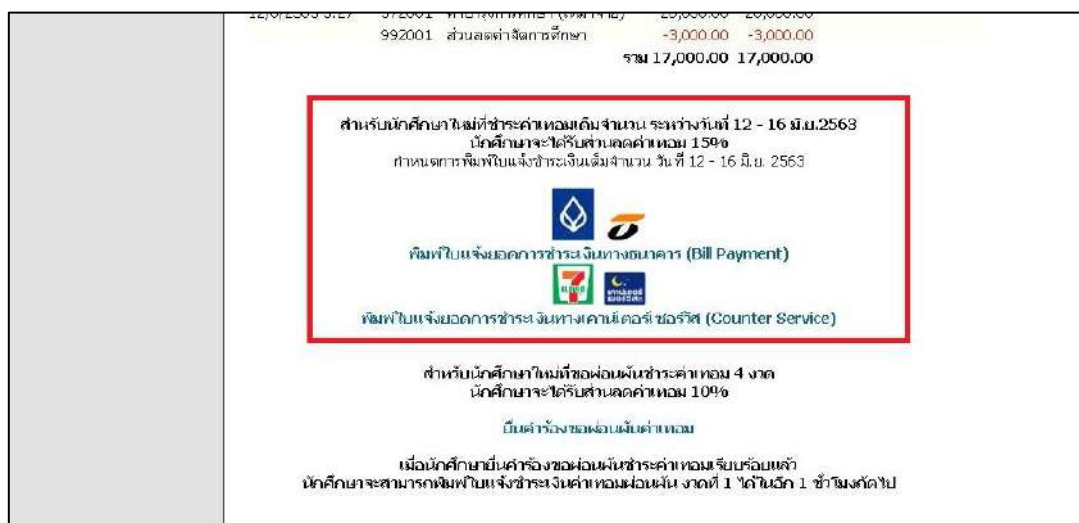 992001 ส่วนลดค่าจัดการศึกษา -3,000.00 -3,000.00
รวม 17,000.00 17,000.00
สำหรับนักศึกษาใหม่ที่ชำระค่าเทอมเต็มจำนวน ระหว่างวันที่ 12 - 16 มิ.ย.2563
นักศึกษาจะได้รับส่วนลดค่าเทอม 15%
กำหนดการพิมพ์ใบแจ้งชำระเงินเต็มจำนวน วันที่ 12 - 16 มิ.ย. 2563
พิมพ์ใบแจ้งยอดการชำระเงินทางธนาคาร (Bill Payment)
7 ELEVEN เคาน์เตอร์เซอร์วิส
พิมพ์ใบแจ้งยอดการชำระเงินทางเคาน์เตอร์เซอร์วิส (Counter Service)
สำหรับนักศึกษาใหม่ที่ขอผ่อนผันชำระค่าเทอม 4 งวด
นักศึกษาจะได้รับส่วนลดค่าเทอม 10%
ยื่นคำร้องขอผ่อนผันค่าเทอม
เมื่อนักศึกษายื่นคำร้องขอผ่อนผันชำระค่าเทอมเรียบร้อยแล้ว
นักศึกษาจะสามารถพิมพ์ใบแจ้งชำระเงินค่าเทอมผ่อนผัน งวดที่ 1 ได้ในอีก 1 ชั่วโมงถัดไป